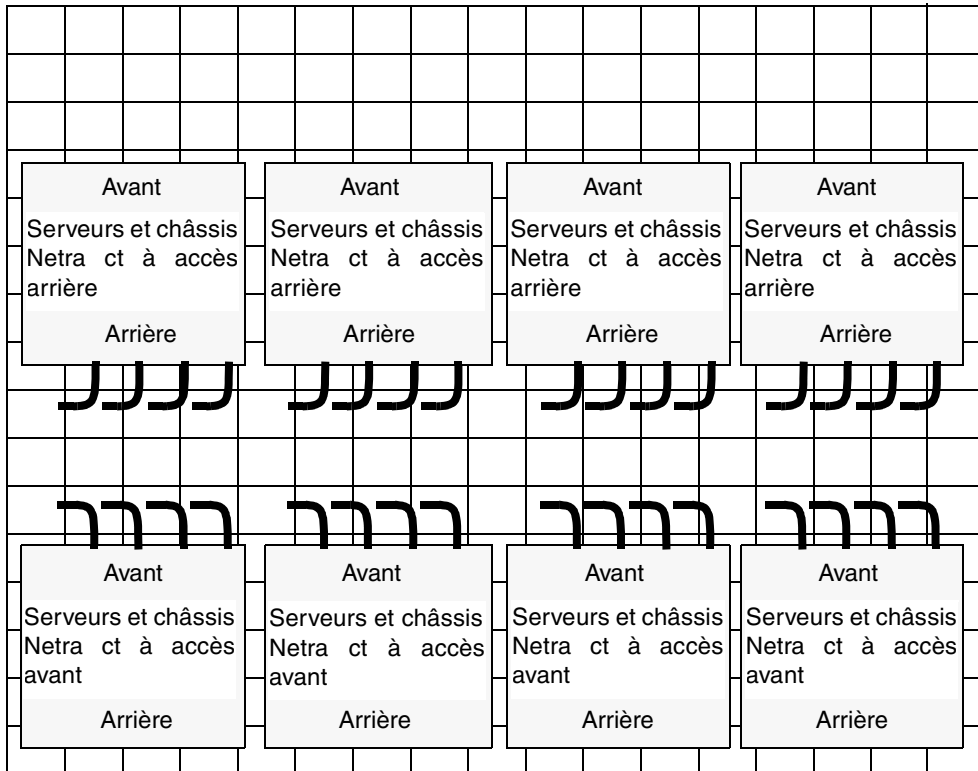 Avant
Serveurs et châssis
Netra ct à accès
arrière
Arrière
Avant
Serveurs et châssis
Netra ct à accès
arrière
Arrière
Avant
Serveurs et châssis
Netra ct à accès
arrière
Arrière
Avant
Serveurs et châssis
Netra ct à accès
arrière
Arrière
Avant
Serveurs et châssis
Netra ct à accès
avant
Arrière
Avant
Serveurs et châssis
Netra ct à accès
avant
Arrière
Avant
Serveurs et châssis
Netra ct à accès
avant
Arrière
Avant
Serveurs et châssis
Netra ct à accès
avant
Arrière